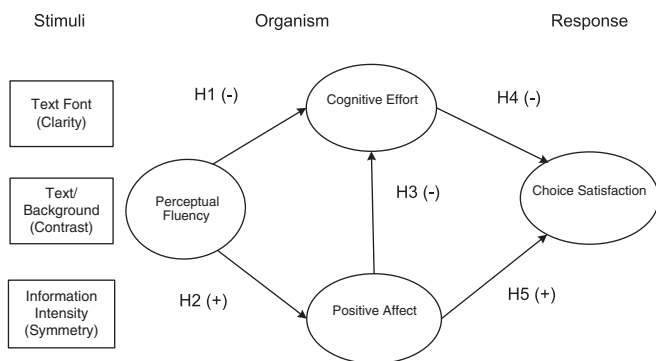 Stimuli
Organism
Response
Text Font
(Clarity)
H1 (-)
Cognitive Effort
H4 (-)
Text/
Background
(Contrast)
Perceptual
Fluency
H3 (-)
Choice Satisfaction
Information
Intensity
(Symmetry)
H2 (+)
Positive Affect
H5 (+)